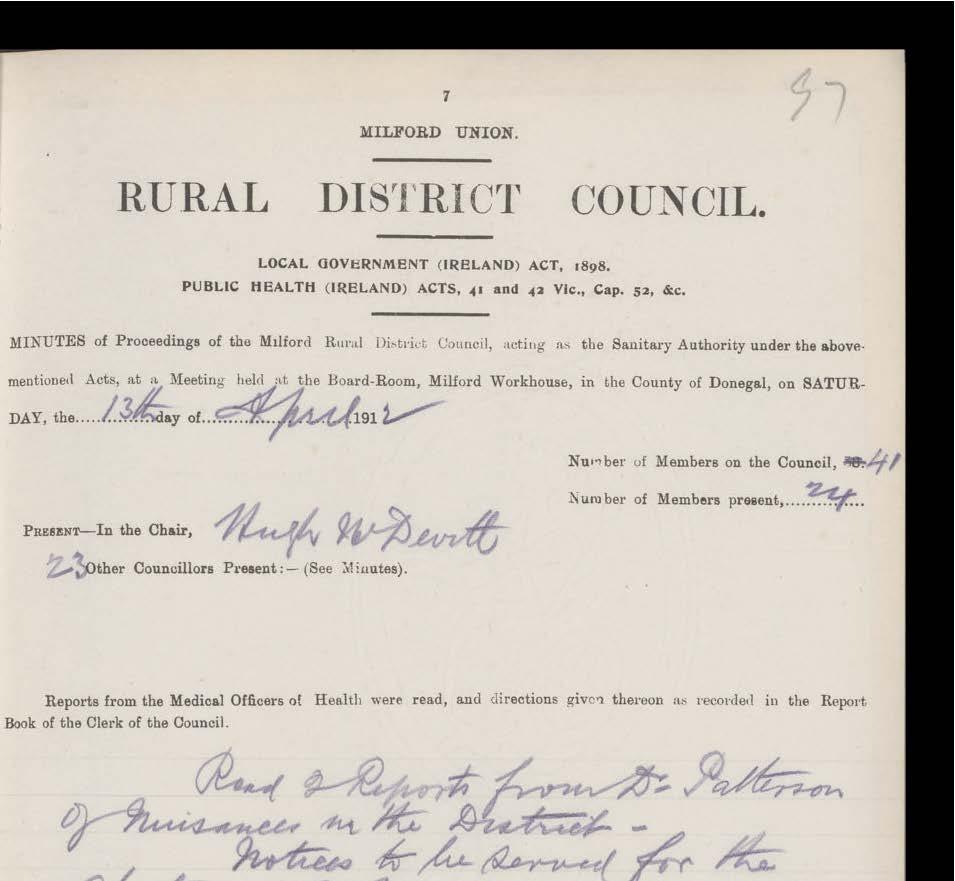 37
7
MILFORD UNION.
RURAL DISTRICT COUNCIL.
LOCAL GOVERNMENT (IRELAND) ACT, 1898.
PUBLIC HEALTH (IRELAND) ACTS, 41 and 42 Vic., Cap. 52, &c.
MINUTES of Proceedings of the Milford Rural District Council, acting as the Sanitary Authority under the above-
mentioned Acts, at a Meeting held at the Board-Room, Milford Workhouse, in the County of Donegal, on SATUR-
DAY, the.....13th day of.....April.1912
Number of Members on the Council, 41
Number of Members present,.....24
PRESENT—In the Chair, Hugh McDevitt
23 Other Councillors Present:— (See Minutes).
Reports from the Medical Officers of Health were read, and directions given thereon as recorded in the Report
Book of the Clerk of the Council.
Read 2 Reports from Dr Patterson
of Nuisances in the District -
Notices to be served for the